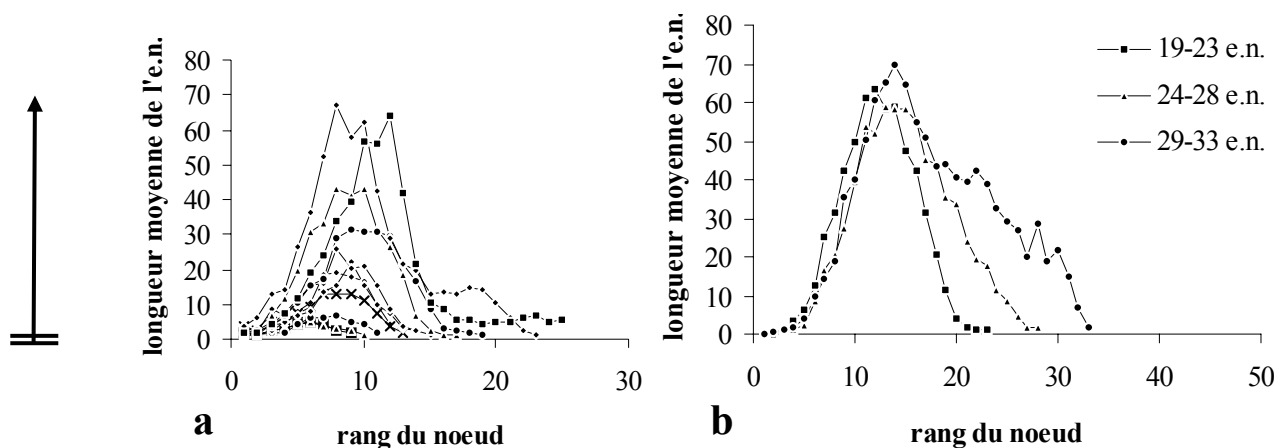 longueur moyenne de l'e.n.
80
70
60
50
40
30
20
10
0
0 10 20 30
a
rang du noeud
longueur moyenne de l'e.n.
80
70
60
50
40
30
20
10
0
0 10 20 30 40 50
b
rang du noeud
19-23 e.n.
24-28 e.n.
29-33 e.n.